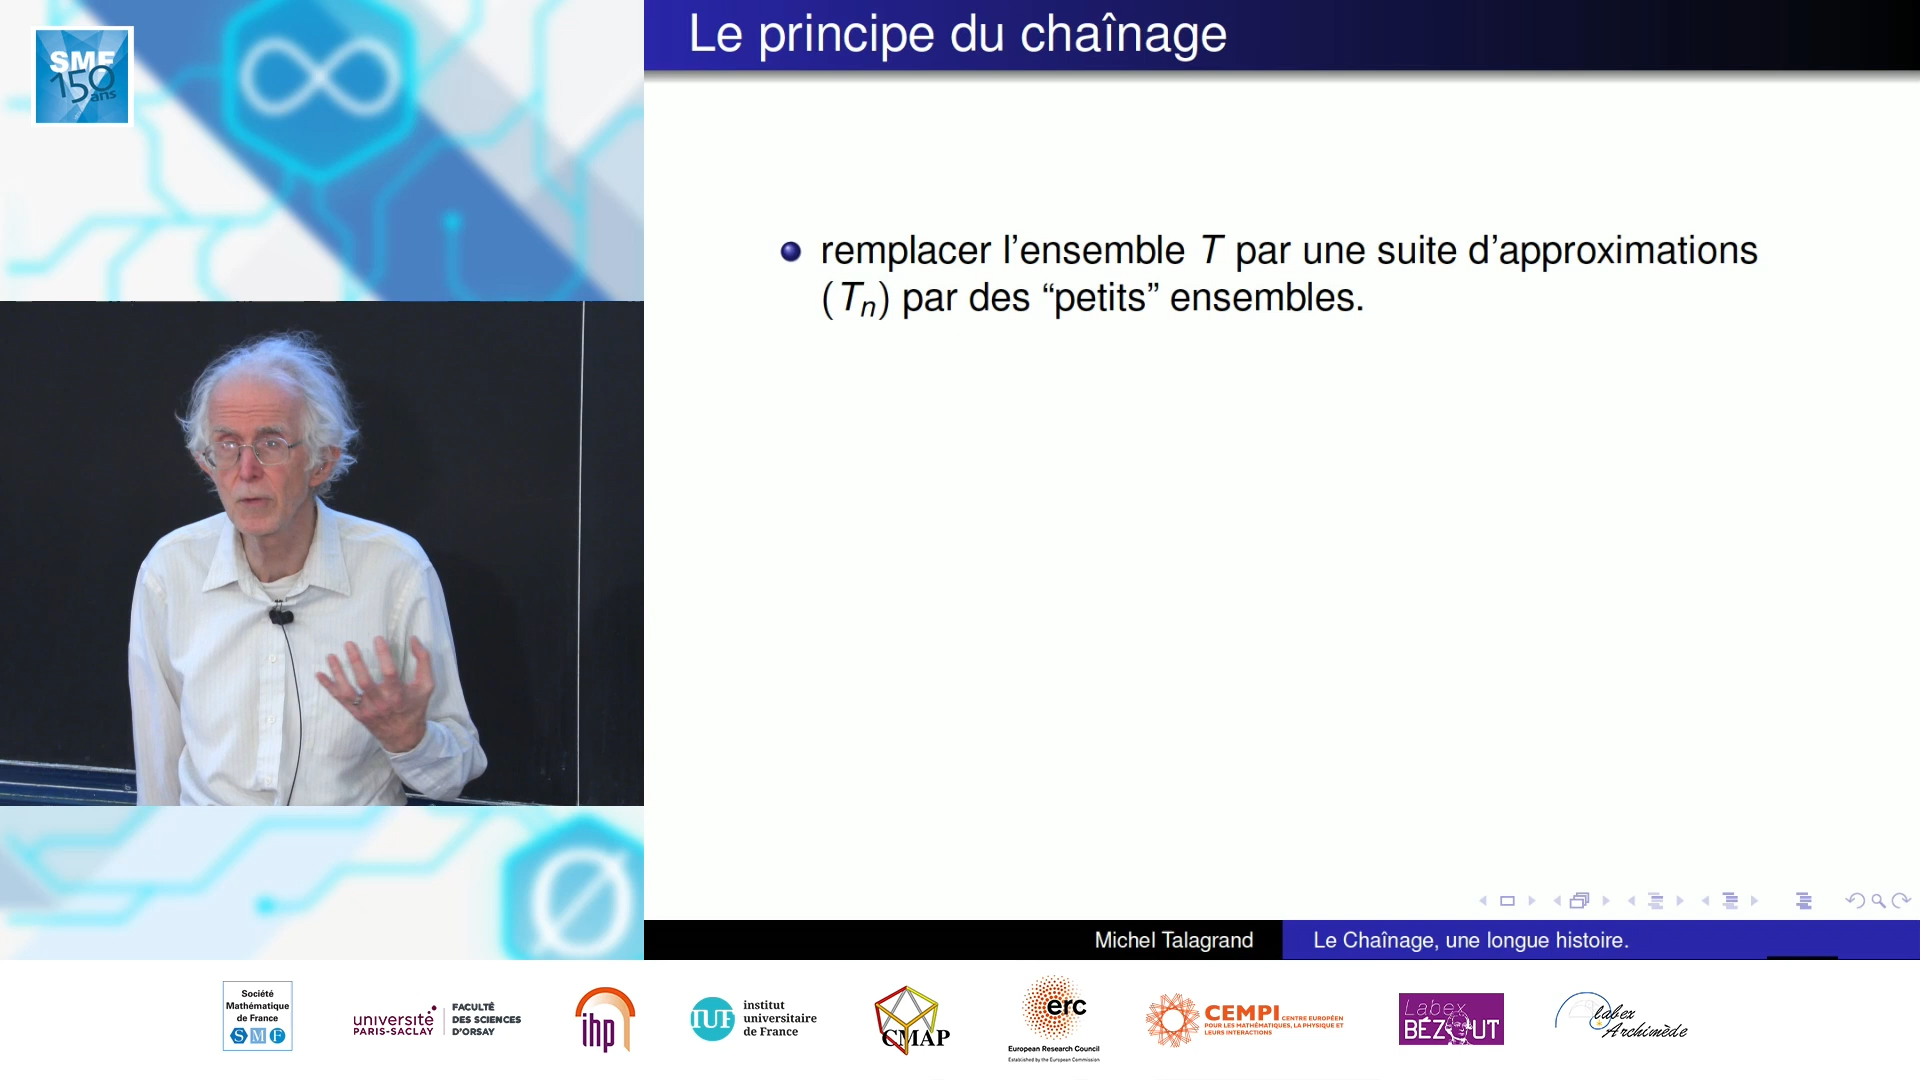 SMF
150
ans
Le principe du chaînage
remplacer l'ensemble T par une suite d'approximations
(Tn) par des “petits” ensembles.
Michel Talagrand
Le Chaînage, une longue histoire.
Société
Mathématique
de France
SMF
université
PARIS-SACLAY
FACULTÉ
DES SCIENCES
D'ORSAY
ihp
IUF
institut
universitaire
de France
CMAP
erc
European Research Council
Established by the European Commission
CEMPI
CENTRE EUROPÉEN
POUR LES MATHÉMATIQUES, LA PHYSIQUE ET
LEURS INTERACTIONS
Labex
BÉZOUT
labex
Archimède